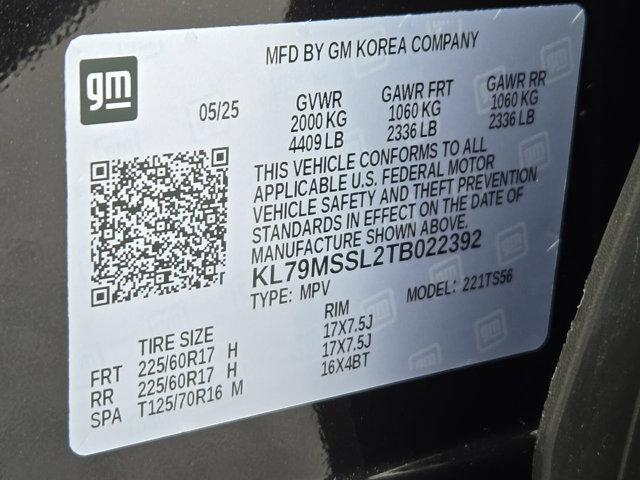 MFD BY GM KOREA COMPANY
gm
05/25
GVWR
2000 KG
4409 LB
GAWR FRT
1060 KG
2336 LB
GAWR RR
1060 KG
2336 LB
THIS VEHICLE CONFORMS TO ALL
APPLICABLE U.S. FEDERAL MOTOR
VEHICLE SAFETY AND THEFT PREVENTION
STANDARDS IN EFFECT ON THE DATE OF
MANUFACTURE SHOWN ABOVE.
KL79MSSL2TB022392
TYPE: MPV
MODEL: 221TS56
TIRE SIZE RIM
FRT 225/60R17 H 17X7.5J
RR 225/60R17 H 17X7.5J
SPA T125/70R16 M 16X4BT